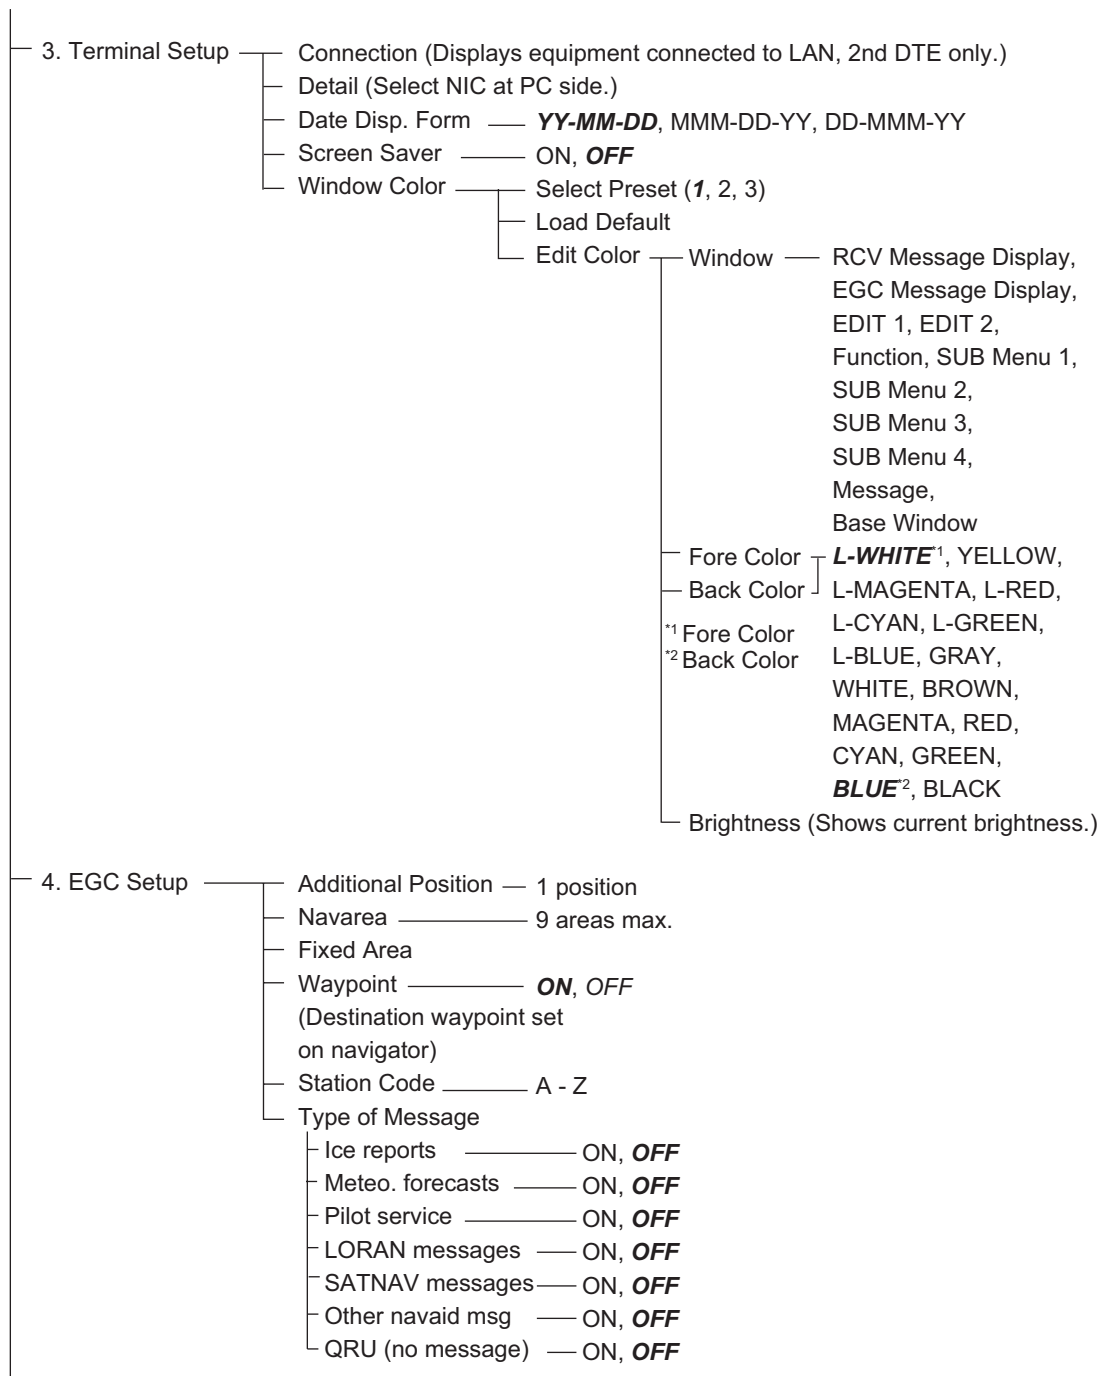 3. Terminal Setup
Connection (Displays equipment connected to LAN, 2nd DTE only.)
Detail (Select NIC at PC side.)
Date Disp. Form YY-MM-DD, MMM-DD-YY, DD-MMM-YY
Screen Saver ON, OFF
Window Color Select Preset (1, 2, 3)
Load Default
Edit Color Window RCV Message Display,
EGC Message Display,
EDIT 1, EDIT 2,
Function, SUB Menu 1,
SUB Menu 2,
SUB Menu 3,
SUB Menu 4,
Message,
Base Window
Fore Color L-WHITE*1, YELLOW,
Back Color L-MAGENTA, L-RED,
*1 Fore Color L-CYAN, L-GREEN,
*2 Back Color L-BLUE, GRAY,
WHITE, BROWN,
MAGENTA, RED,
CYAN, GREEN,
BLUE*2, BLACK
Brightness (Shows current brightness.)
4. EGC Setup Additional Position 1 position
Navarea 9 areas max.
Fixed Area
Waypoint ON, OFF
(Destination waypoint set
on navigator)
Station Code A - Z
Type of Message
Ice reports ON, OFF
Meteo. forecasts ON, OFF
Pilot service ON, OFF
LORAN messages ON, OFF
SATNAV messages ON, OFF
Other navaid msg ON, OFF
QRU (no message) ON, OFF